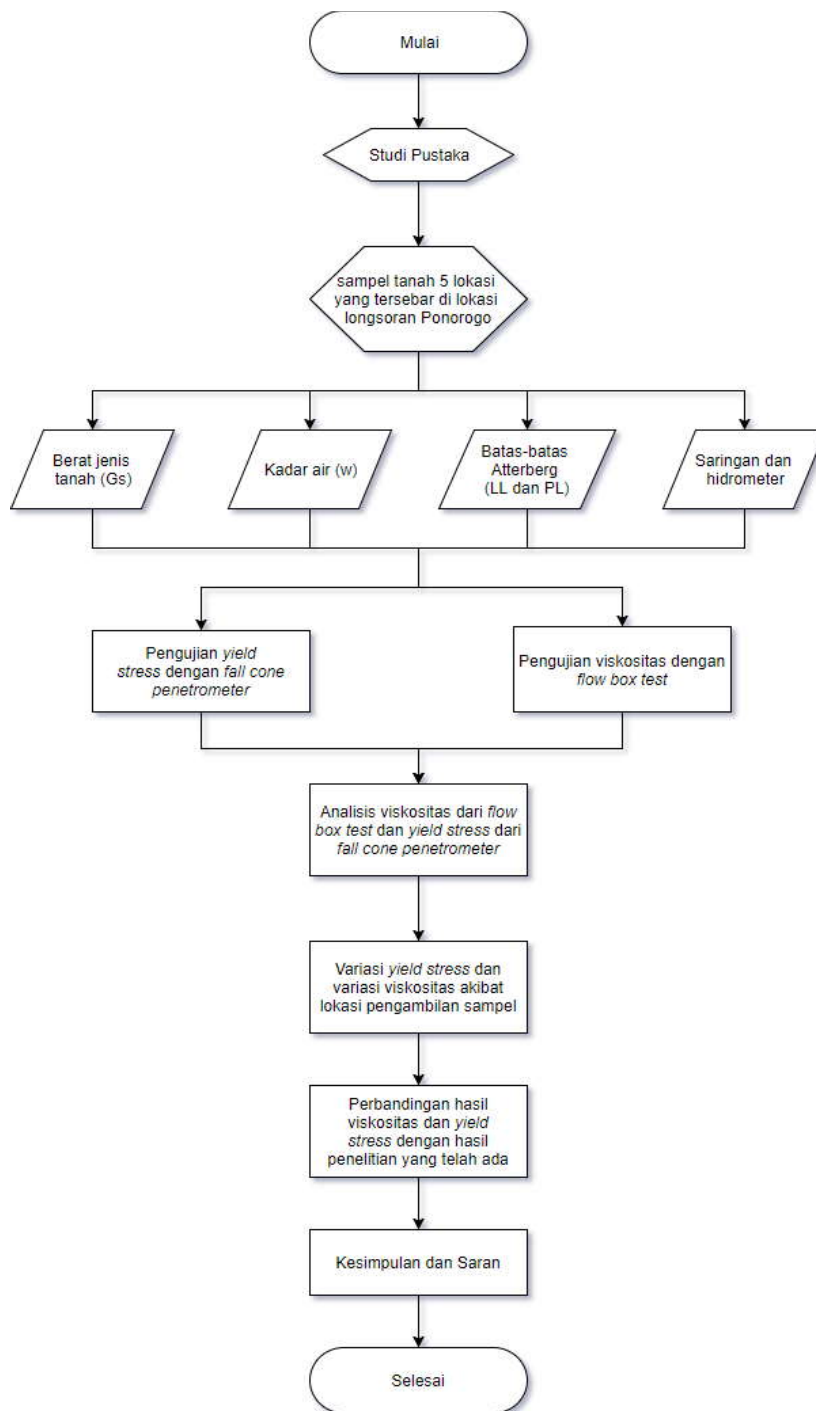 Mulai
Studi Pustaka
sampel tanah 5 lokasi
yang tersebar di lokasi
longsoran Ponorogo
Berat jenis
tanah (Gs)
Kadar air (w)
Batas-batas
Atterberg
(LL dan PL)
Saringan dan
hidrometer
Pengujian yield
stress dengan fall cone
penetrometer
Pengujian viskositas dengan
flow box test
Analisis viskositas dari flow
box test dan yield stress dari
fall cone penetrometer
Variasi yield stress dan
variasi viskositas akibat
lokasi pengambilan sampel
Perbandingan hasil
viskositas dan yield
stress dengan hasil
penelitian yang telah ada
Kesimpulan dan Saran
Selesai